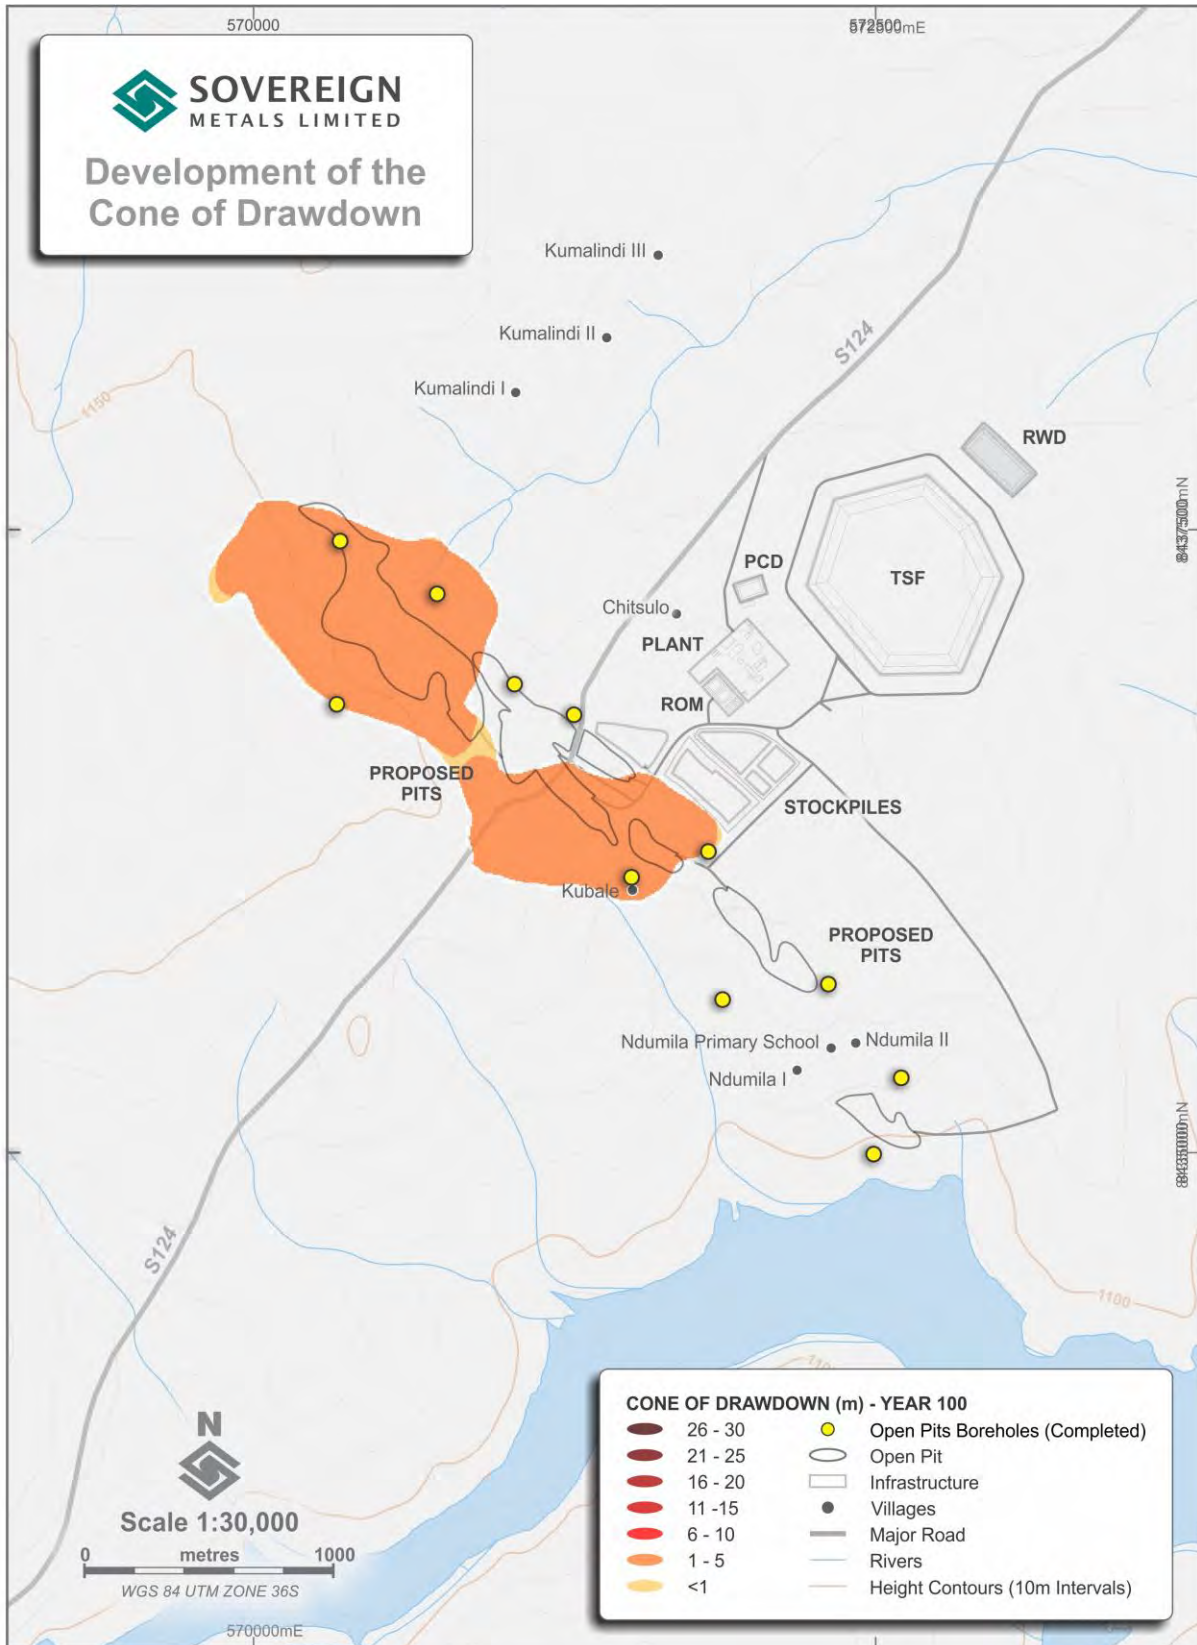 570000
572500mE
SOVEREIGN
METALS LIMITED
Development of the
Cone of Drawdown
Kumalindi III
Kumalindi II
Kumalindi I
S124
1150
RWD
8437500mN
PCD
TSF
Chitsulo
PLANT
ROM
PROPOSED
PITS
STOCKPILES
Kubale
PROPOSED
PITS
Ndumila Primary School
Ndumila II
Ndumila I
S124
1100
N
Scale 1:30,000
0 metres 1000
WGS 84 UTM ZONE 36S
570000mE
CONE OF DRAWDOWN (m) - YEAR 100
26 - 30
21 - 25
16 - 20
11 -15
6 - 10
1 - 5
<1
Open Pits Boreholes (Completed)
Open Pit
Infrastructure
Villages
Major Road
Rivers
Height Contours (10m Intervals)